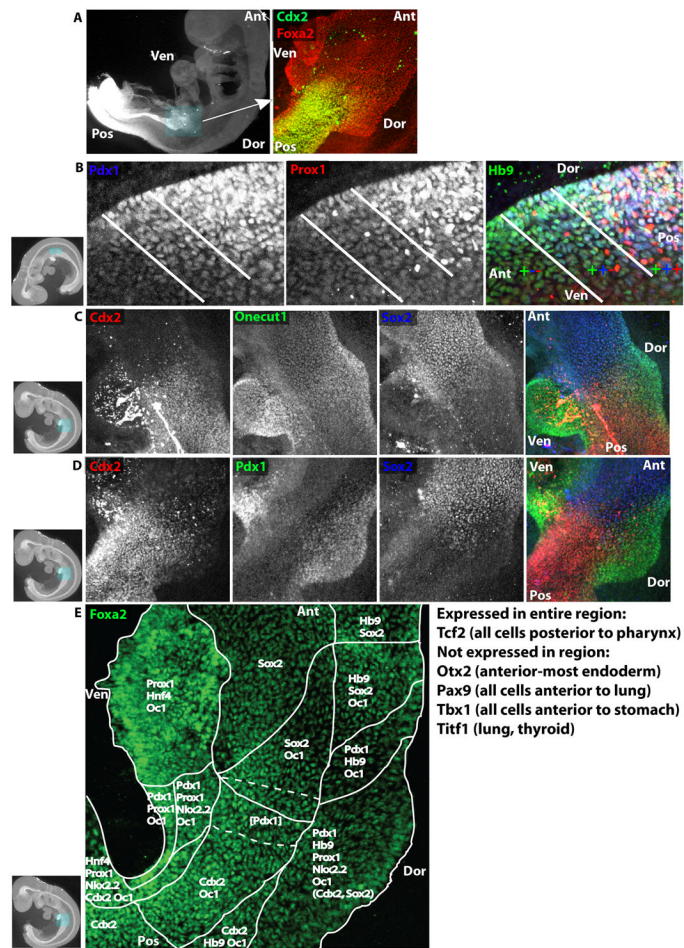 A
Ant
Ven
Pos
Dor
Cdx2
Foxa2
Ant
Ven
Dor
Pos
B
Pdx1
Prox1
Hb9
Dor
Pos
Ant
+ -
+ +
+ + +
Ven
C
Cdx2
Onecut1
Sox2
Ant
Dor
Ven
Pos
D
Cdx2
Pdx1
Sox2
Ven
Ant
Pos
Dor
E
Foxa2
Ant
Hb9
Sox2
Sox2
Ven
Prox1
Hnf4
Oc1
Hb9
Sox2
Oc1
Sox2
Oc1
Pdx1
Hb9
Oc1
Pdx1
Prox1
Oc1
Pdx1
Prox1
Nkx2.2
Oc1
[Pdx1]
Pdx1
Hb9
Prox1
Nkx2.2
Oc1
(Cdx2, Sox2)
Dor
Hnf4
Prox1
Nkx2.2
Cdx2 Oc1
Cdx2
Oc1
Cdx2
Pos
Cdx2
Hb9 Oc1
Expressed in entire region:
Tcf2 (all cells posterior to pharynx)
Not expressed in region:
Otx2 (anterior-most endoderm)
Pax9 (all cells anterior to lung)
Tbx1 (all cells anterior to stomach)
Titf1 (lung, thyroid)